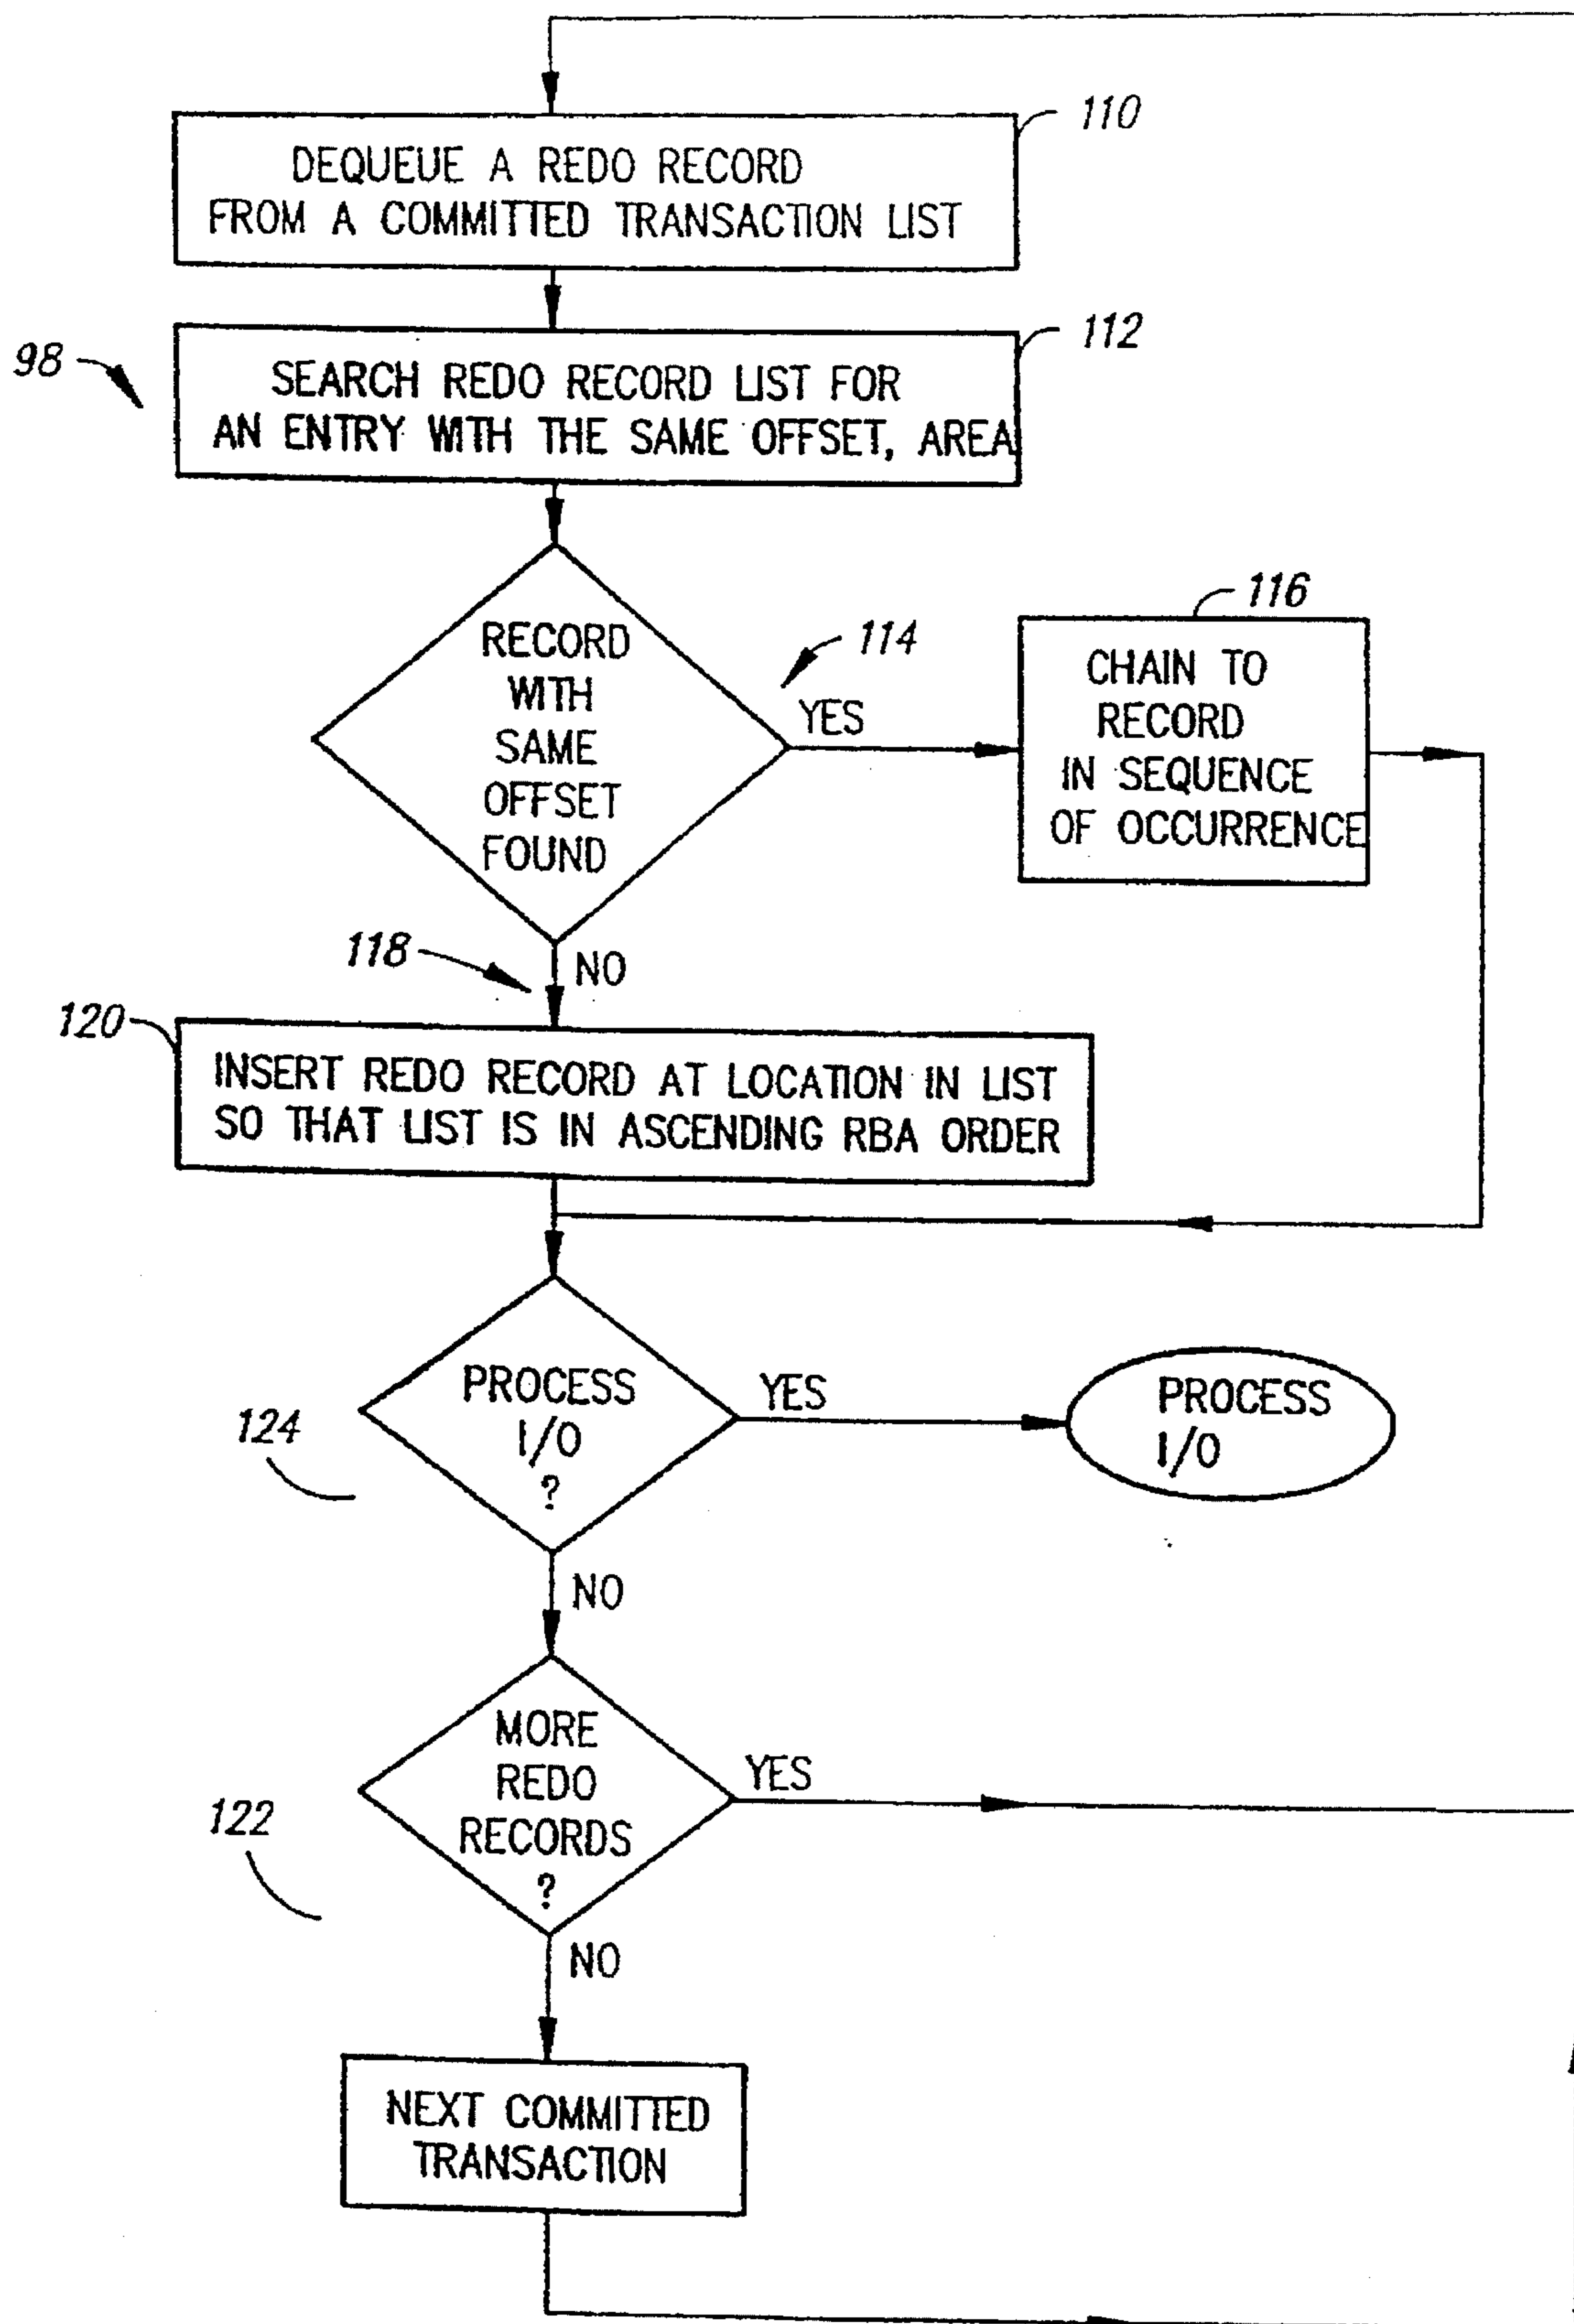 110
DEQUEUE A REDO RECORD
FROM A COMMITTED TRANSACTION LIST
112
98
SEARCH REDO RECORD LIST FOR
AN ENTRY WITH THE SAME OFFSET, AREA
116
114
RECORD
WITH
SAME
OFFSET
FOUND
YES
CHAIN TO
RECORD
IN SEQUENCE
OF OCCURRENCE
118
NO
120
INSERT REDO RECORD AT LOCATION IN LIST
SO THAT LIST IS IN ASCENDING RBA ORDER
PROCESS
I/O
?
YES
PROCESS
I/O
124
NO
MORE
REDO
RECORDS
?
YES
122
NO
NEXT COMMITTED
TRANSACTION